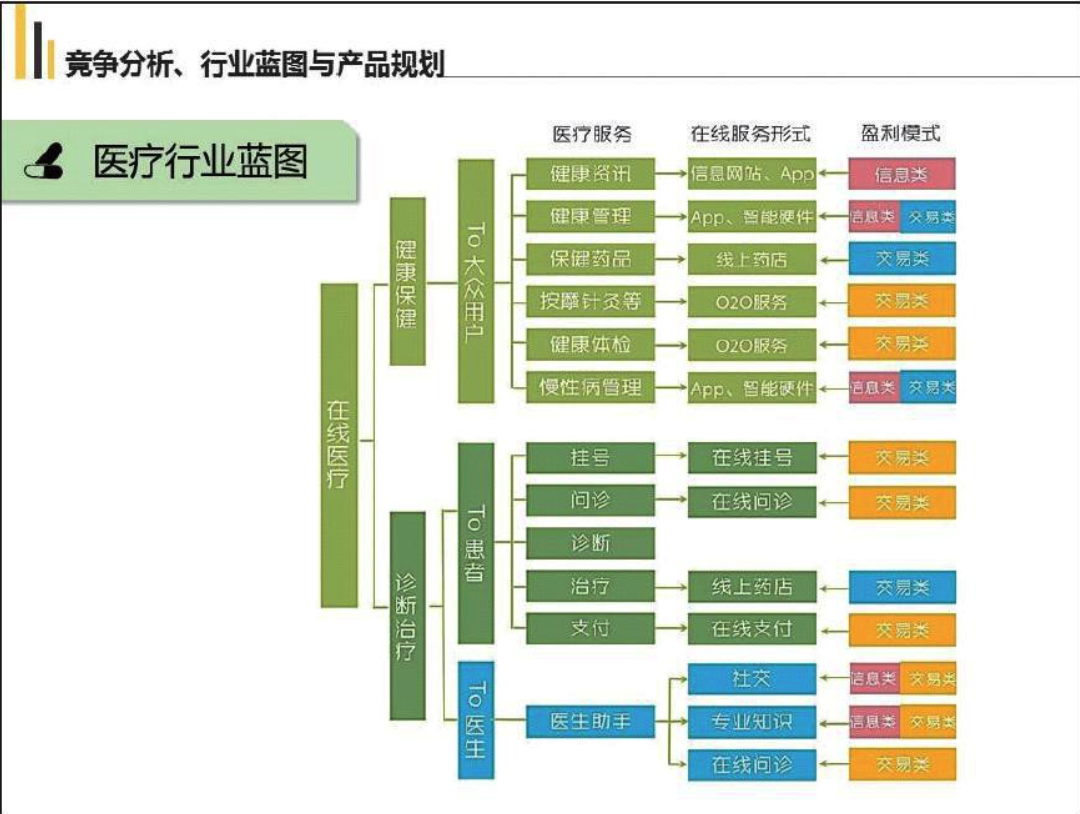 竞争分析、行业蓝图与产品规划
医疗行业蓝图
医疗服务 在线服务形式 盈利模式
在线医疗
健康保健
To大众用户
健康资讯 信息网站、App 信息类
健康管理 App、智能硬件 信息类 交易类
保健药品 线上药店 交易类
按摩针灸等 O2O服务 交易类
健康体检 O2O服务 交易类
慢性病管理 App、智能硬件 信息类 交易类
诊断治疗
To患者
挂号 在线挂号 交易类
问诊 在线问诊 交易类
诊断
治疗 线上药店 交易类
支付 在线支付 交易类
To医生
医生助手
社交 信息类 交易类
专业知识 信息类 交易类
在线问诊 交易类